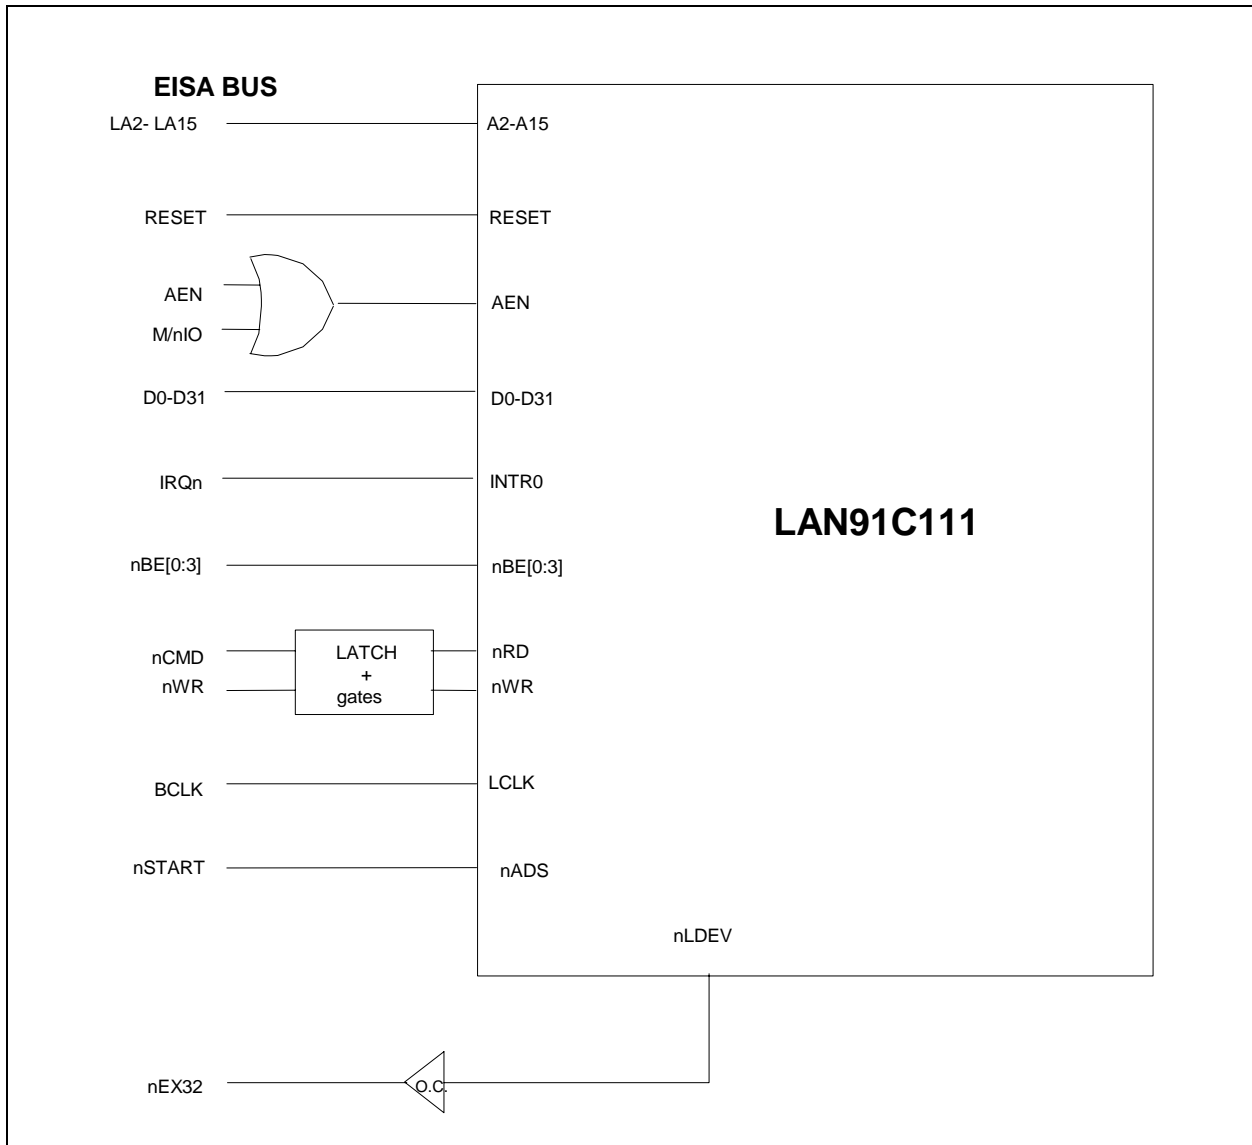 EISA BUS
LA2- LA15 A2-A15
RESET RESET
AEN AEN
M/nIO
D0-D31 D0-D31
IRQn INTR0
LAN91C111
nBE[0:3] nBE[0:3]
nCMD LATCH nRD
+
nWR gates nWR
BCLK LCLK
nSTART nADS
nLDEV
nEX32 O.C.